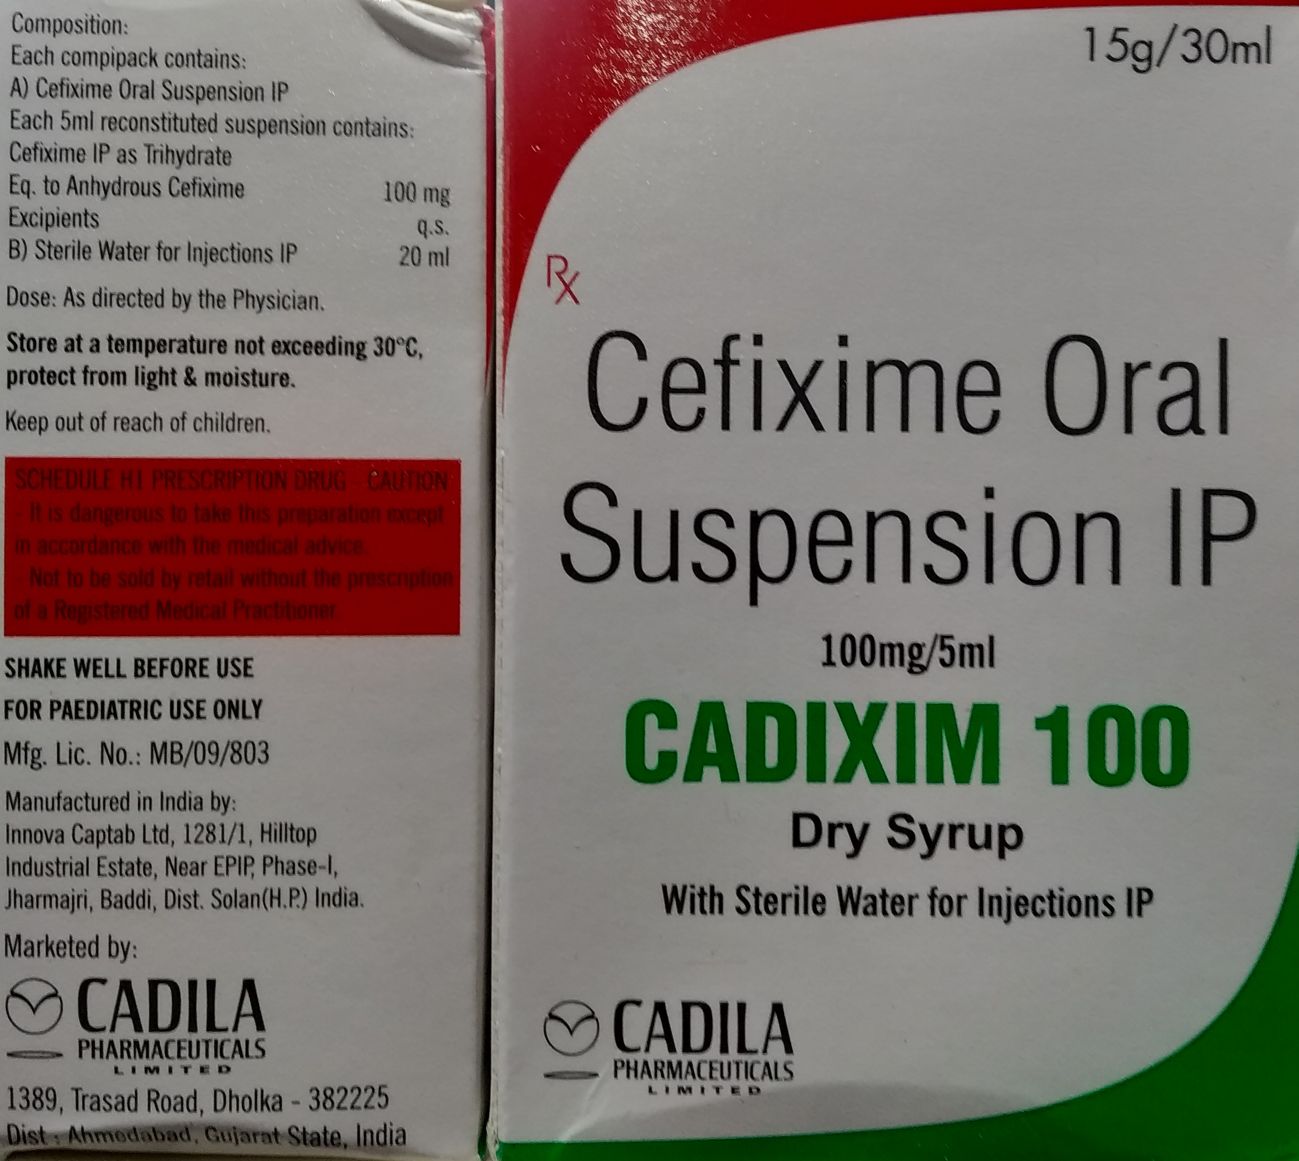 Composition:
Each compipack contains:
A) Cefixime Oral Suspension IP
Each 5ml reconstituted suspension contains:
Cefixime IP as Trihydrate
Eq. to Anhydrous Cefixime 100 mg
Excipients q.s.
B) Sterile Water for Injections IP 20 ml
Dose: As directed by the Physician.
Store at a temperature not exceeding 30°C,
protect from light & moisture.
Keep out of reach of children.
SCHEDULE H1 PRESCRIPTION DRUG - CAUTION
- It is dangerous to take this preparation except
in accordance with the medical advice.
- Not to be sold by retail without the prescription
of a Registered Medical Practitioner.
SHAKE WELL BEFORE USE
FOR PAEDIATRIC USE ONLY
Mfg. Lic. No.: MB/09/803
Manufactured in India by:
Innova Captab Ltd, 1281/1, Hilltop
Industrial Estate, Near EPIP, Phase-I,
Jharmajri, Baddi, Dist. Solan(H.P.) India.
Marketed by:
CADILA
PHARMACEUTICALS
LIMITED
1389, Trasad Road, Dholka - 382225
Dist : Ahmedabad, Gujarat State, India
15g/30ml
Rx
Cefixime Oral
Suspension IP
100mg/5ml
CADIXIM 100
Dry Syrup
With Sterile Water for Injections IP
CADILA
PHARMACEUTICALS
LIMITED